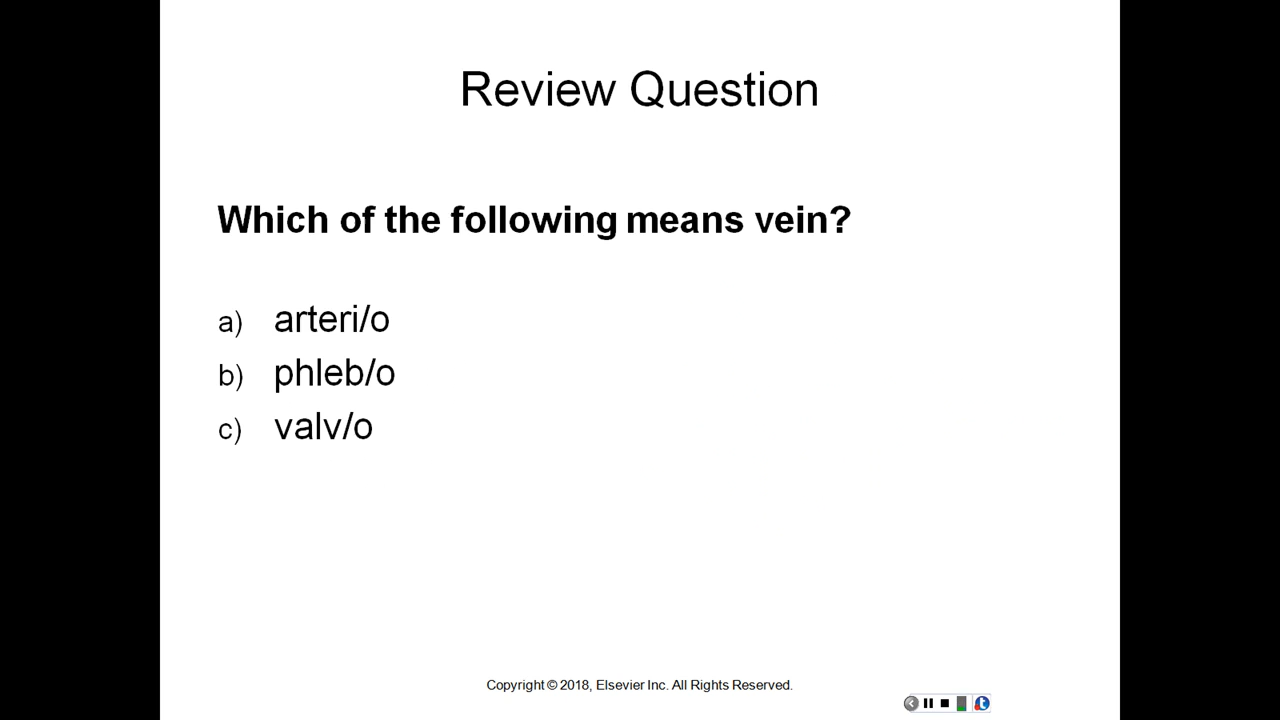 Review Question
Which of the following means vein?
a) arteri/o
b) phleb/o
c) valv/o
Copyright © 2018, Elsevier Inc. All Rights Reserved.
t